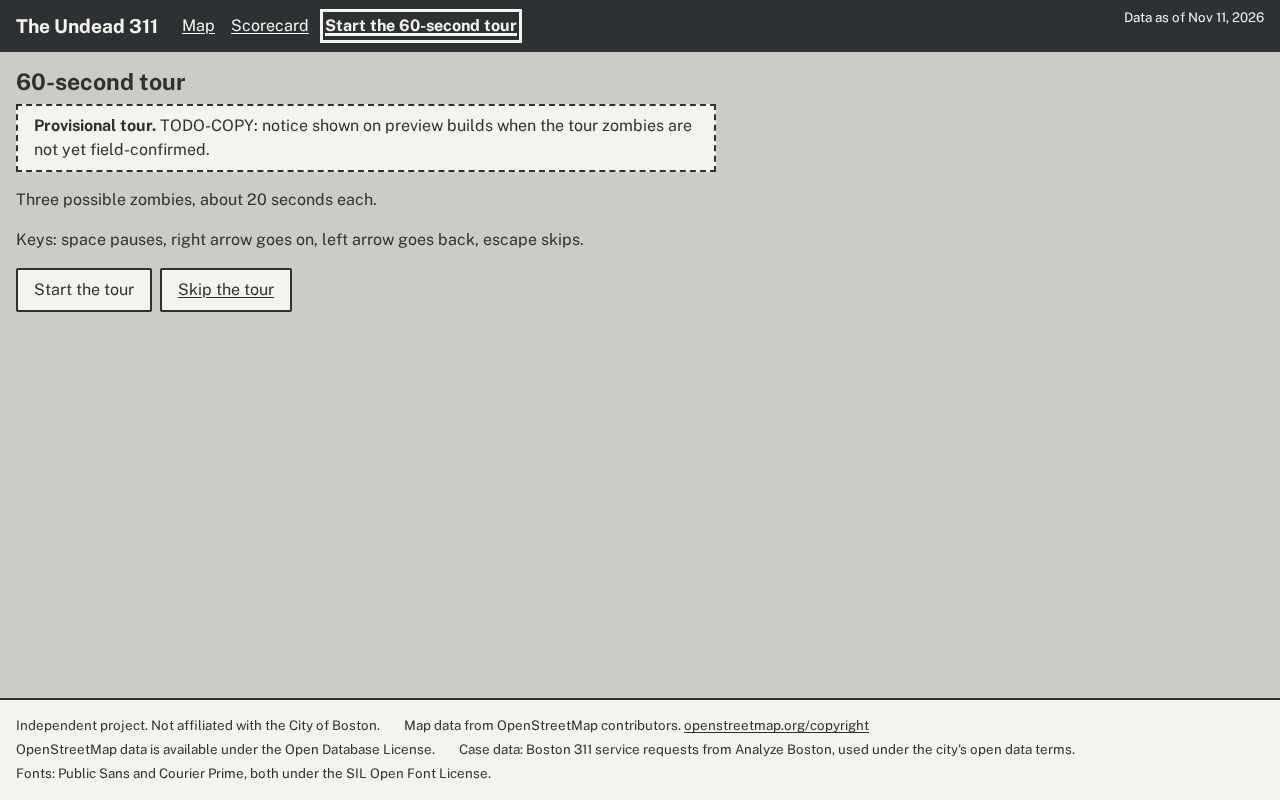 The Undead 311 Map Scorecard Start the 60-second tour Data as of Nov 11, 2026
60-second tour
Provisional tour. TODO-COPY: notice shown on preview builds when the tour zombies are
not yet field-confirmed.
Three possible zombies, about 20 seconds each.
Keys: space pauses, right arrow goes on, left arrow goes back, escape skips.
Start the tour Skip the tour
Independent project. Not affiliated with the City of Boston. Map data from OpenStreetMap contributors. openstreetmap.org/copyright
OpenStreetMap data is available under the Open Database License. Case data: Boston 311 service requests from Analyze Boston, used under the city's open data terms.
Fonts: Public Sans and Courier Prime, both under the SIL Open Font License.